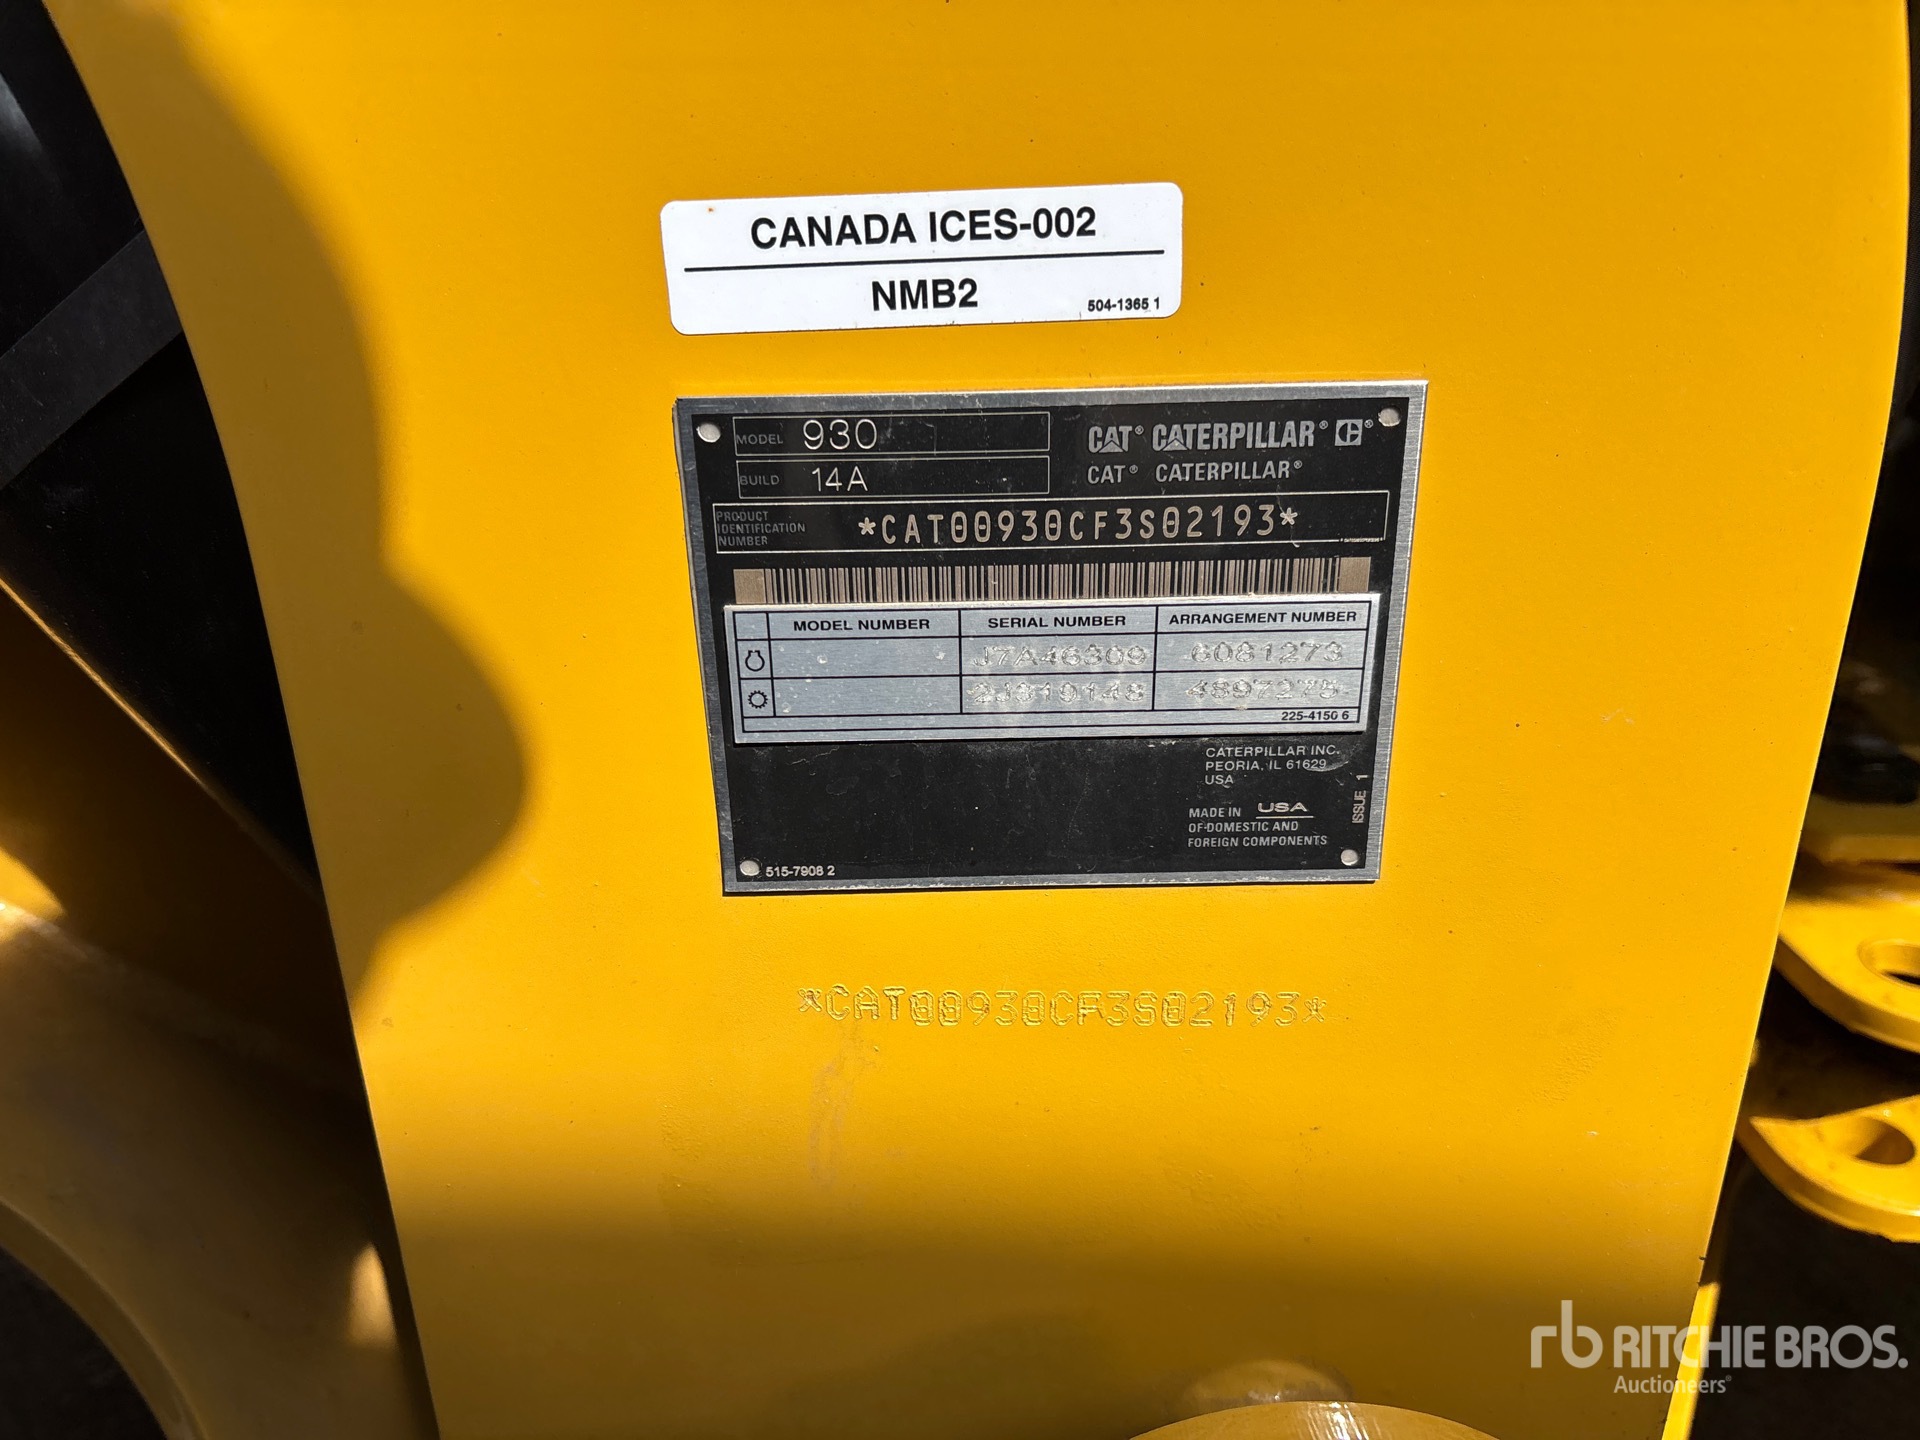 CANADA ICES-002
NMB2
504-1365 1
MODEL 930
BUILD 14A
CAT® CATERPILLAR® C®
CAT® CATERPILLAR®
PRODUCT
IDENTIFICATION
NUMBER
*CAT00930CF3S02193*
MODEL NUMBER SERIAL NUMBER ARRANGEMENT NUMBER
J7A46309 6081273
225-4150 6
CATERPILLAR INC.
PEORIA, IL 61629
USA
MADE IN USA
OF DOMESTIC AND
FOREIGN COMPONENTS
ISSUE 1
515-7908 2
*CAT00930CF3S02193*
rb RITCHIE BROS.
Auctioneers®